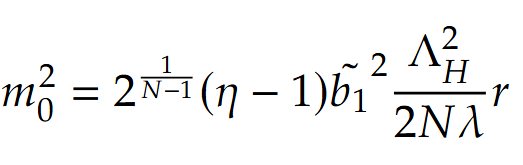 m_0^2 = 2^{\frac{1}{N-1}}(\eta - 1)\tilde{b_1}^2 \frac{\Lambda_H^2}{2N\lambda} r